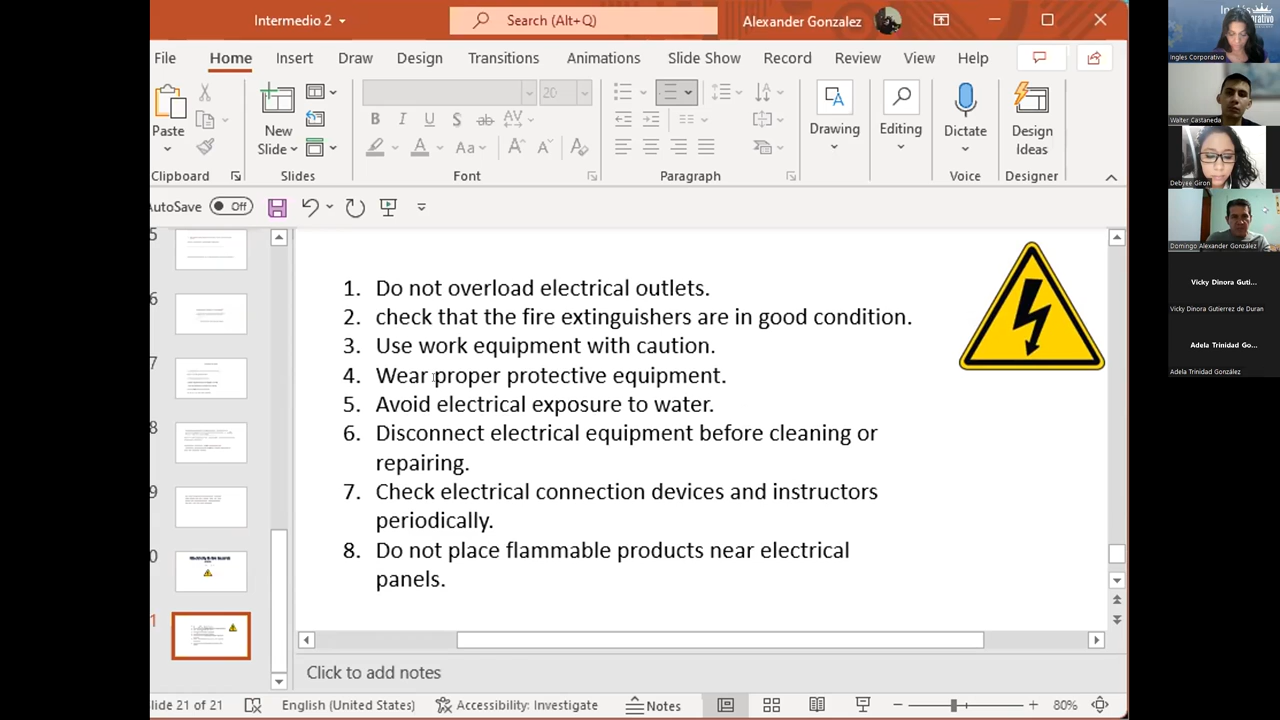 Intermedio 2
Search (Alt+Q)
Alexander Gonzalez
File Home Insert Draw Design Transitions Animations Slide Show Record Review View Help
20
Paste
New
Slide
Drawing
Editing
Dictate
Design
Ideas
Clipboard
Slides
Font
Paragraph
Voice
Designer
AutoSave Off
1. Do not overload electrical outlets.
2. check that the fire extinguishers are in good condition.
3. Use work equipment with caution.
4. Wear proper protective equipment.
5. Avoid electrical exposure to water.
6. Disconnect electrical equipment before cleaning or
repairing.
7. Check electrical connection devices and instructors
periodically.
8. Do not place flammable products near electrical
panels.
Click to add notes
lide 21 of 21 English (United States) Accessibility: Investigate Notes 80%
Ingles Corporativo
Walter Castaneda
Debyee Giron
Domingo Alexander González
Vicky Dinora Guti...
Vicky Dinora Gutierrez de Duran
Adela Trinidad Go...
Adela Trinidad González